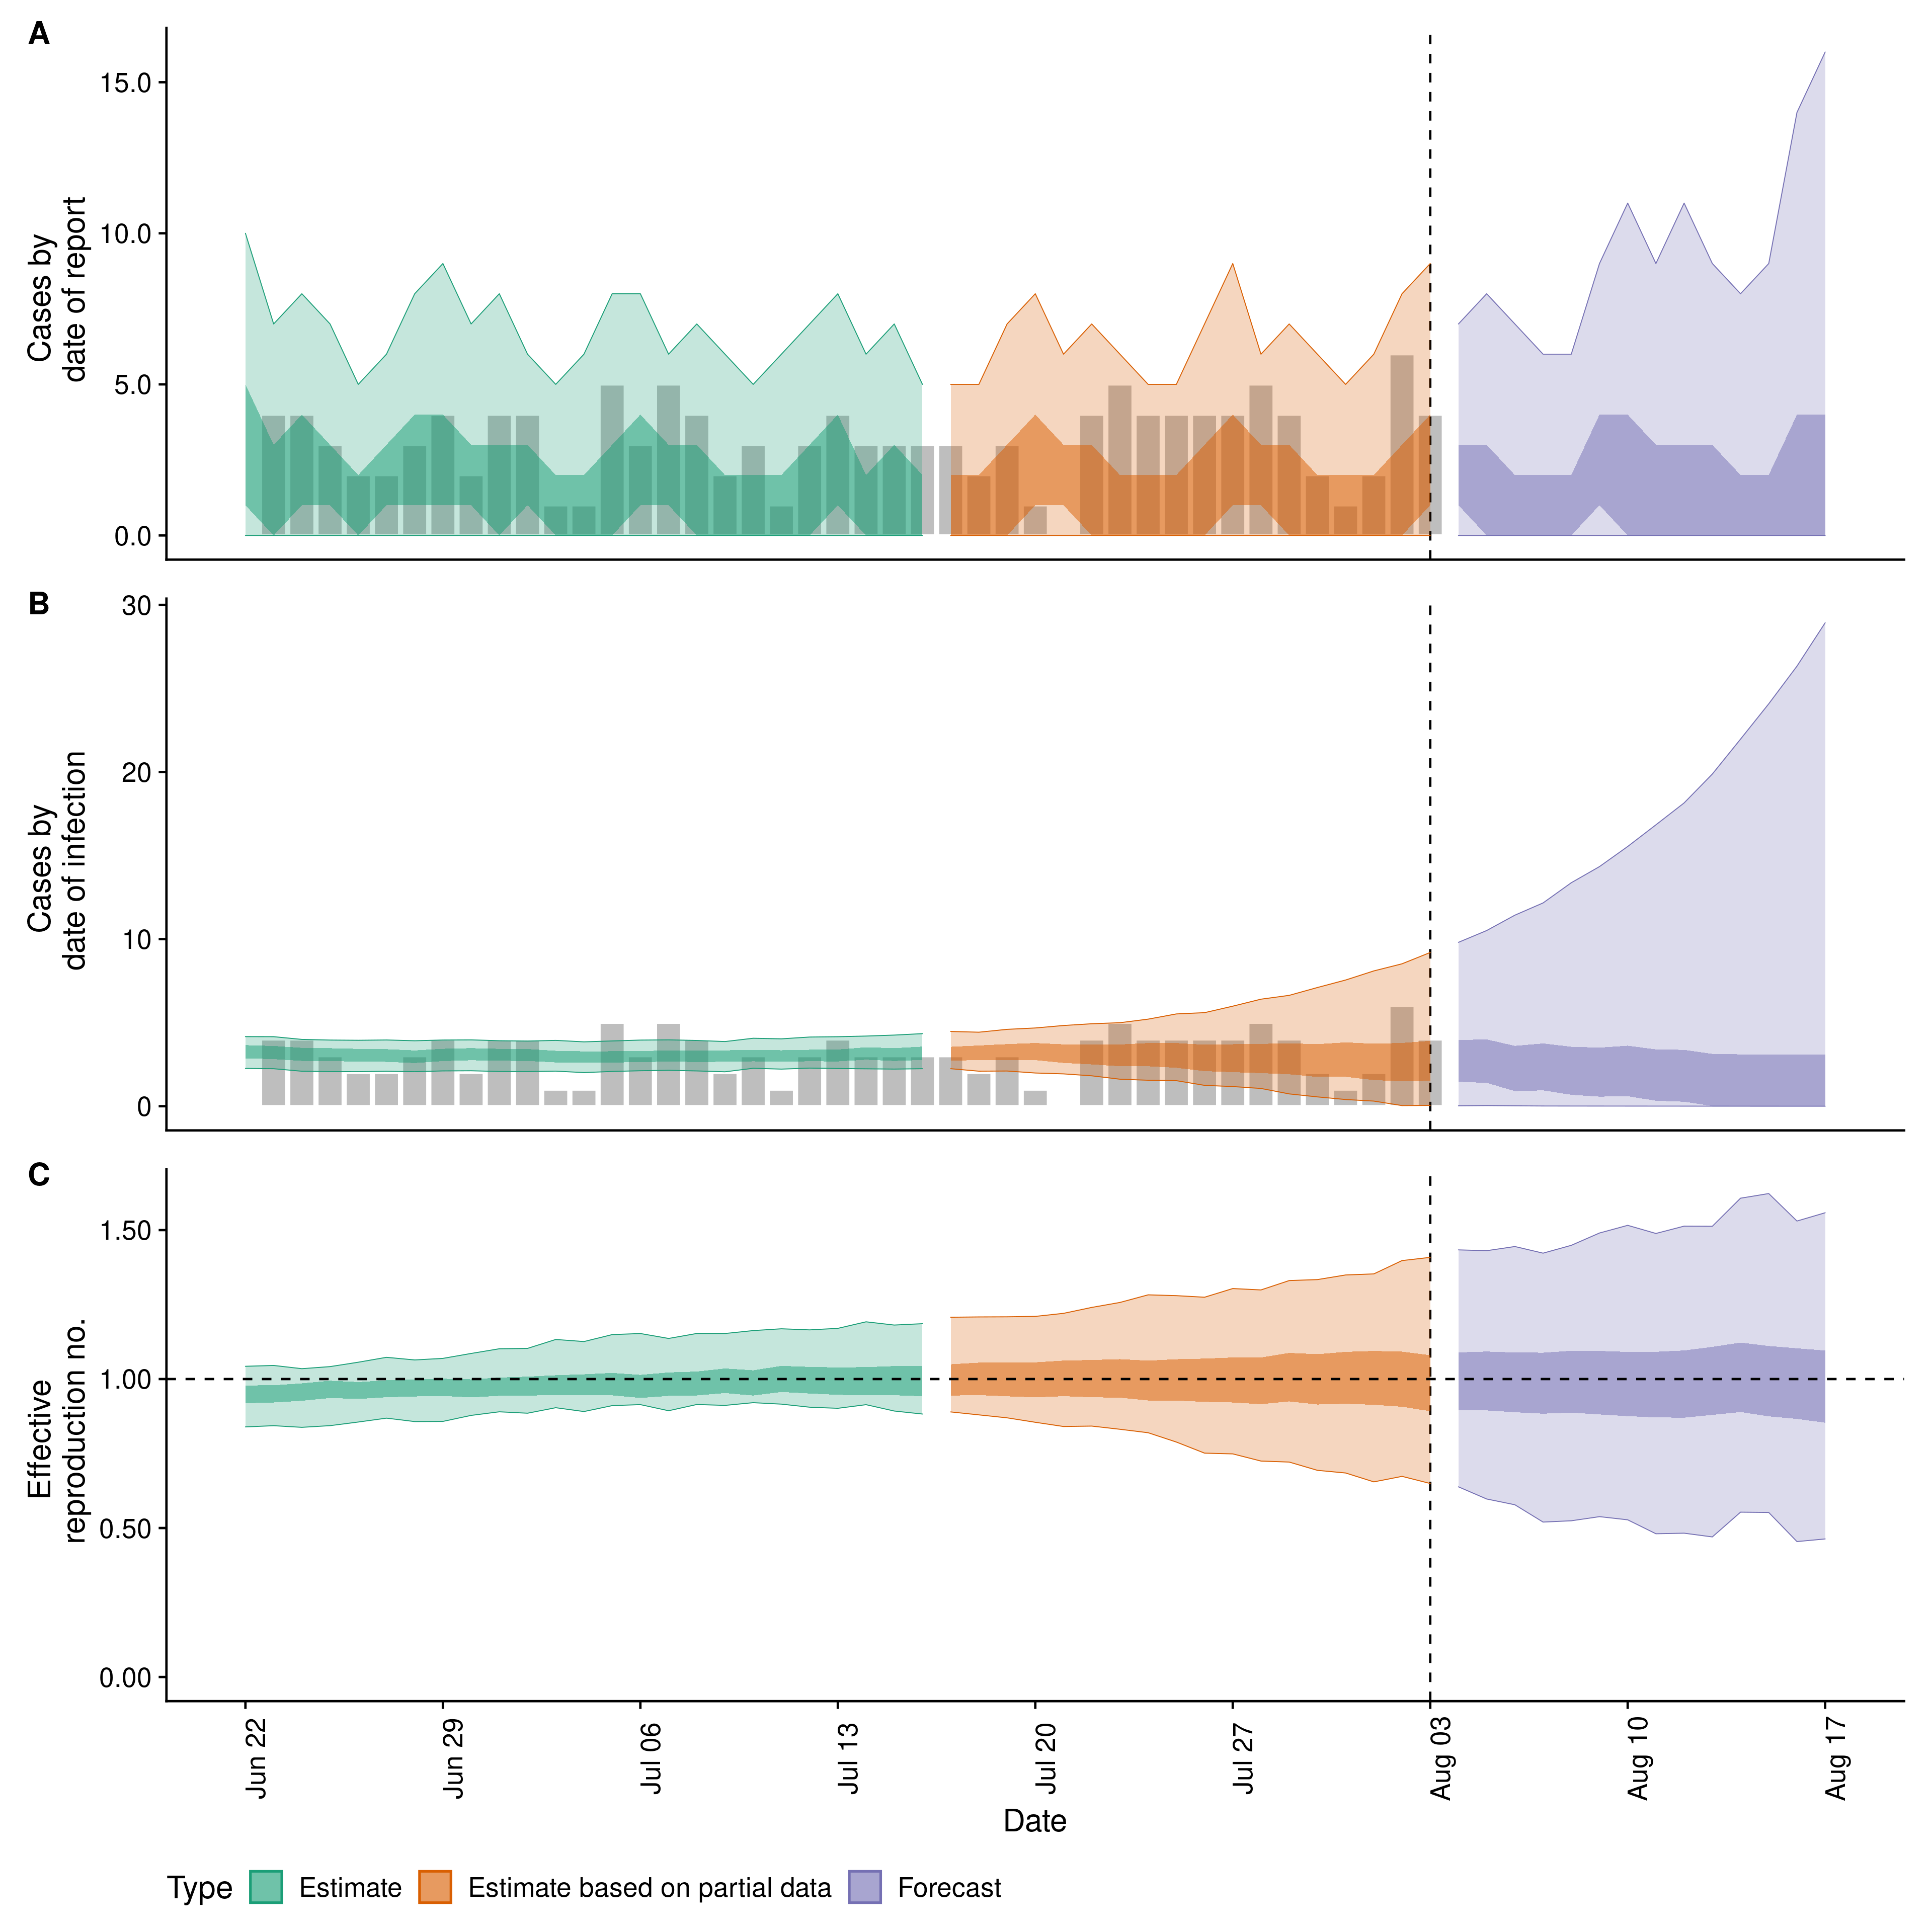 A
Cases by
date of report
15.0
10.0
5.0
0.0
B
Cases by
date of infection
30
20
10
0
C
Effective
reproduction no.
1.50
1.00
0.50
0.00
Jun 22
Jun 29
Jul 06
Jul 13
Jul 20
Jul 27
Aug 03
Aug 10
Aug 17
Date
Type Estimate Estimate based on partial data Forecast